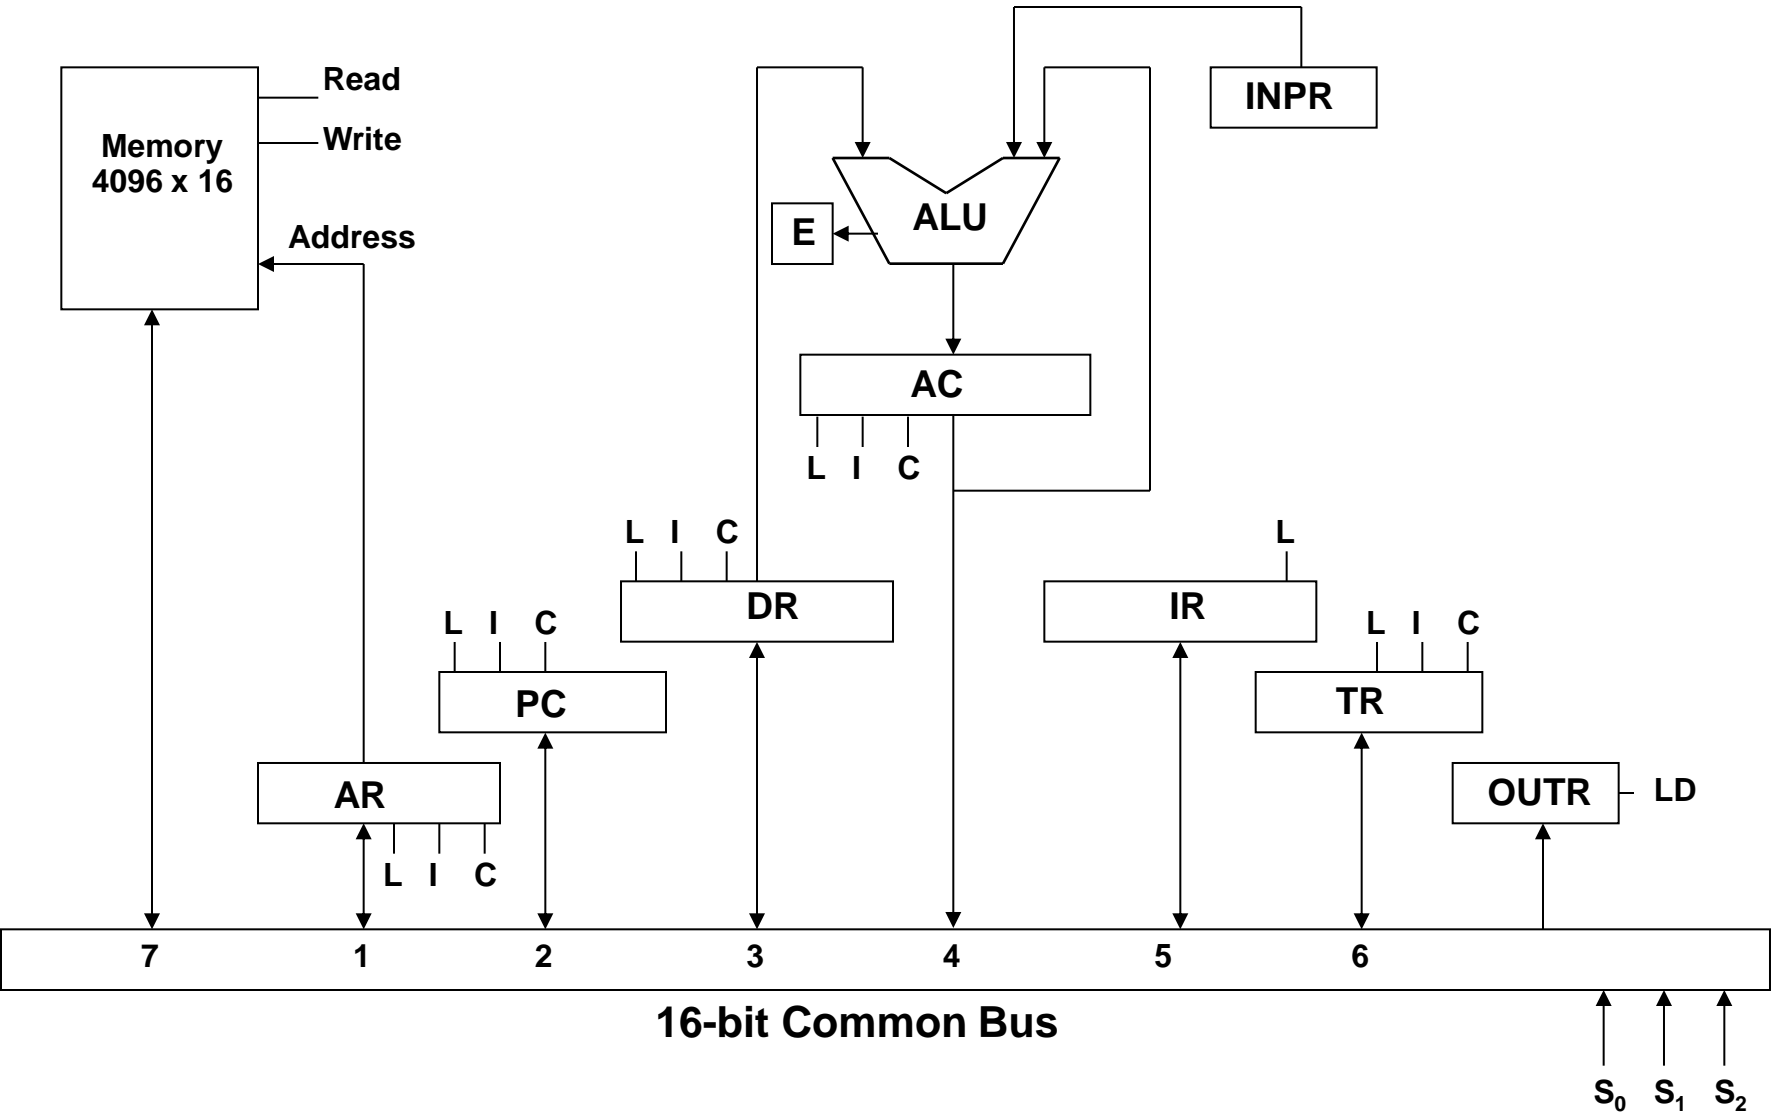 Read
INPR
Write
Memory
4096 x 16
ALU
E
Address
AC
L I C
L I C
L
DR
IR
L I C
L I C
PC
TR
AR
OUTR LD
L I C
7 1 2 3 4 5 6
16-bit Common Bus
S0 S1 S2